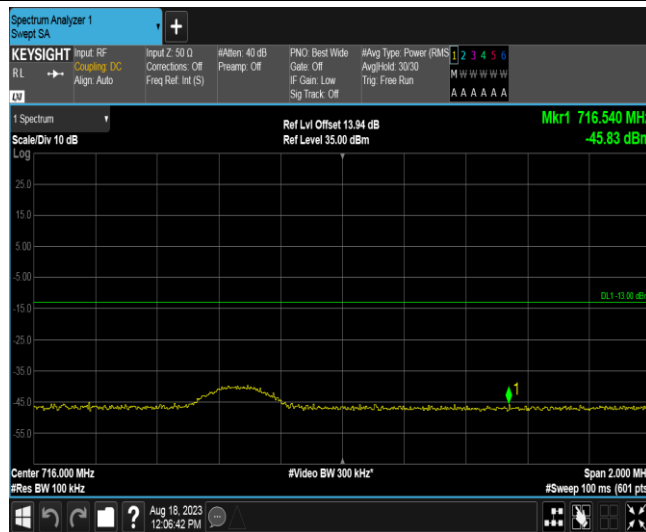 Spectrum Analyzer 1
Swept SA
KEYSIGHT
RL
LXI
Input: RF
Coupling: DC
Align: Auto
Input Z: 50 Ω
Corrections: Off
Freq Ref: Int (S)
#Atten: 40 dB
Preamp: Off
PNO: Best Wide
Gate: Off
IF Gain: Low
Sig Track: Off
#Avg Type: Power (RMS
Avg|Hold: 30/30
Trig: Free Run
1 2 3 4 5 6
M W W W W W
A A A A A A
1 Spectrum
Scale/Div 10 dB
Log
Ref Lvl Offset 13.94 dB
Ref Level 35.00 dBm
Mkr1 716.540 MHz
-45.83 dBm
25.0
15.0
5.00
-5.00
-15.0
-25.0
-35.0
-45.0
-55.0
DL1 -13.00 dBm
1
Center 716.000 MHz
#Res BW 100 kHz
#Video BW 300 kHz*
Span 2.000 MHz
#Sweep 100 ms (601 pts
Aug 18, 2023
12:06:42 PM